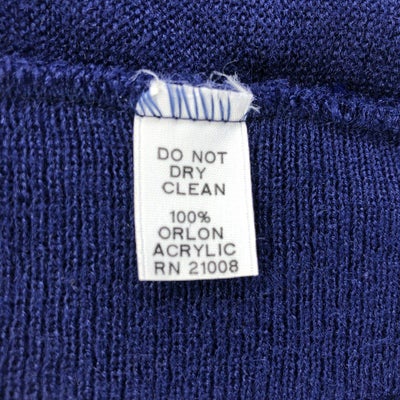 DO NOT
DRY
CLEAN
100%
ORLON
ACRYLIC
RN 21008